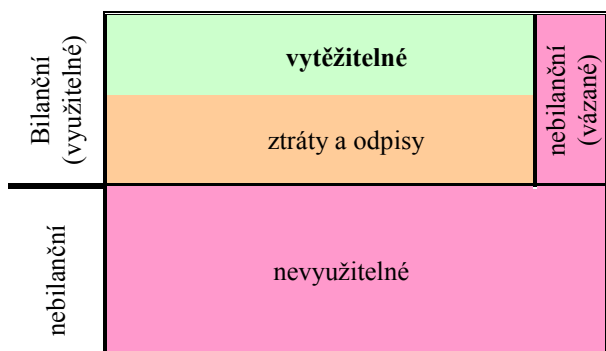 Bilanční
(využitelné)
vytěžitelné
ztráty a odpisy
nebilanční
(vázané)
nebilanční
nevyužitelné